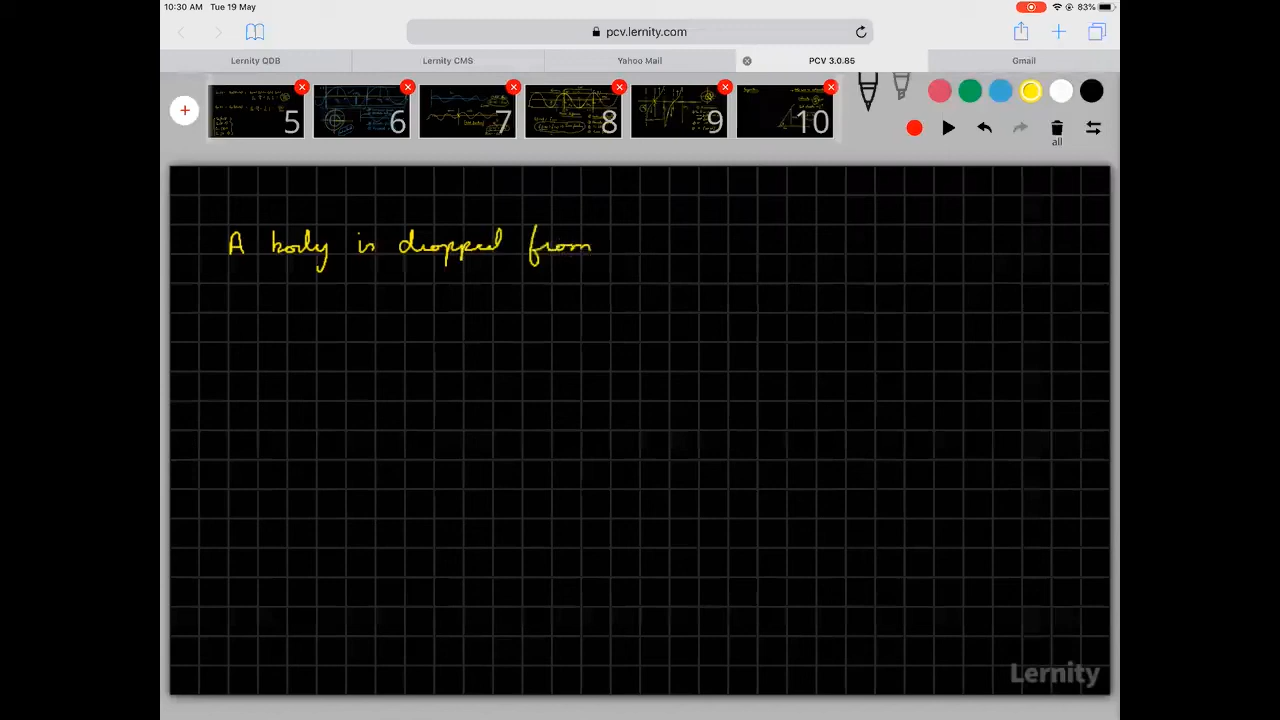 10:30 AM Tue 19 May
83%
pcv.lernity.com
Lernity QDB
Lernity CMS
Yahoo Mail
PCV 3.0.85
Gmail
5
6
7
8
9
10
all
A body is dropped from
Lernity